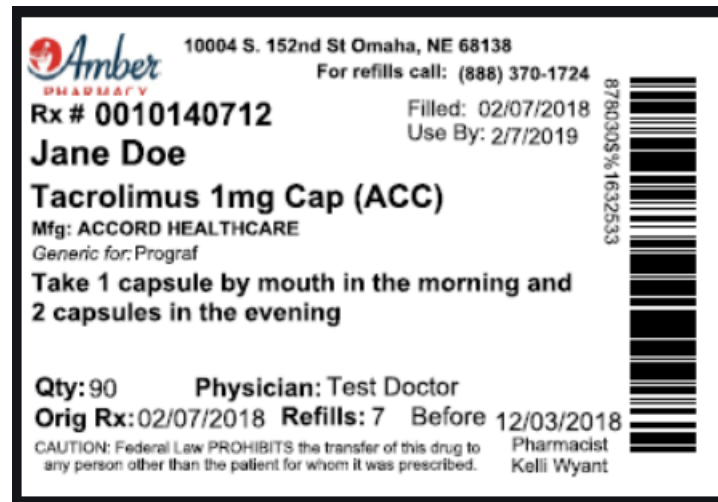 Amber
PHARMACY
10004 S. 152nd St Omaha, NE 68138
For refills call: (888) 370-1724
Rx # 0010140712
Filled: 02/07/2018
Use By: 2/7/2019
Jane Doe
Tacrolimus 1mg Cap (ACC)
Mfg: ACCORD HEALTHCARE
Generic for: Prograf
Take 1 capsule by mouth in the morning and
2 capsules in the evening
Qty: 90 Physician: Test Doctor
Orig Rx: 02/07/2018 Refills: 7 Before 12/03/2018
CAUTION: Federal Law PROHIBITS the transfer of this drug to
any person other than the patient for whom it was prescribed.
Pharmacist
Kelli Wyant
878030$%1632533